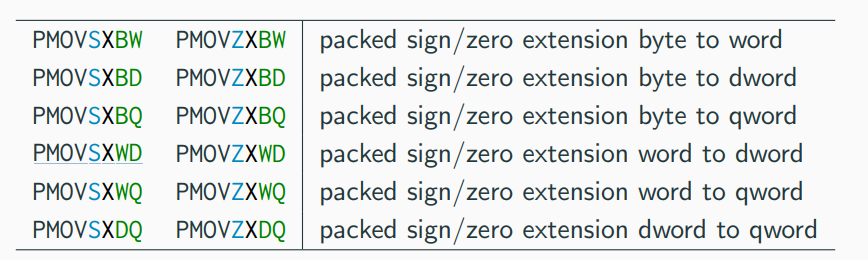 PMOVSXBW PMOVZXBW packed sign/zero extension byte to word
PMOVSXBD PMOVZXBD packed sign/zero extension byte to dword
PMOVSXBQ PMOVZXBQ packed sign/zero extension byte to qword
PMOVSXWD PMOVZXWD packed sign/zero extension word to dword
PMOVSXWQ PMOVZXWQ packed sign/zero extension word to qword
PMOVSXDQ PMOVZXDQ packed sign/zero extension dword to qword